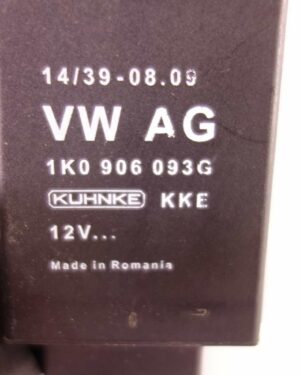 14/39-08.09
VW AG
1K0 906 093G
KUHNKE KKE
12V...
Made in Romania